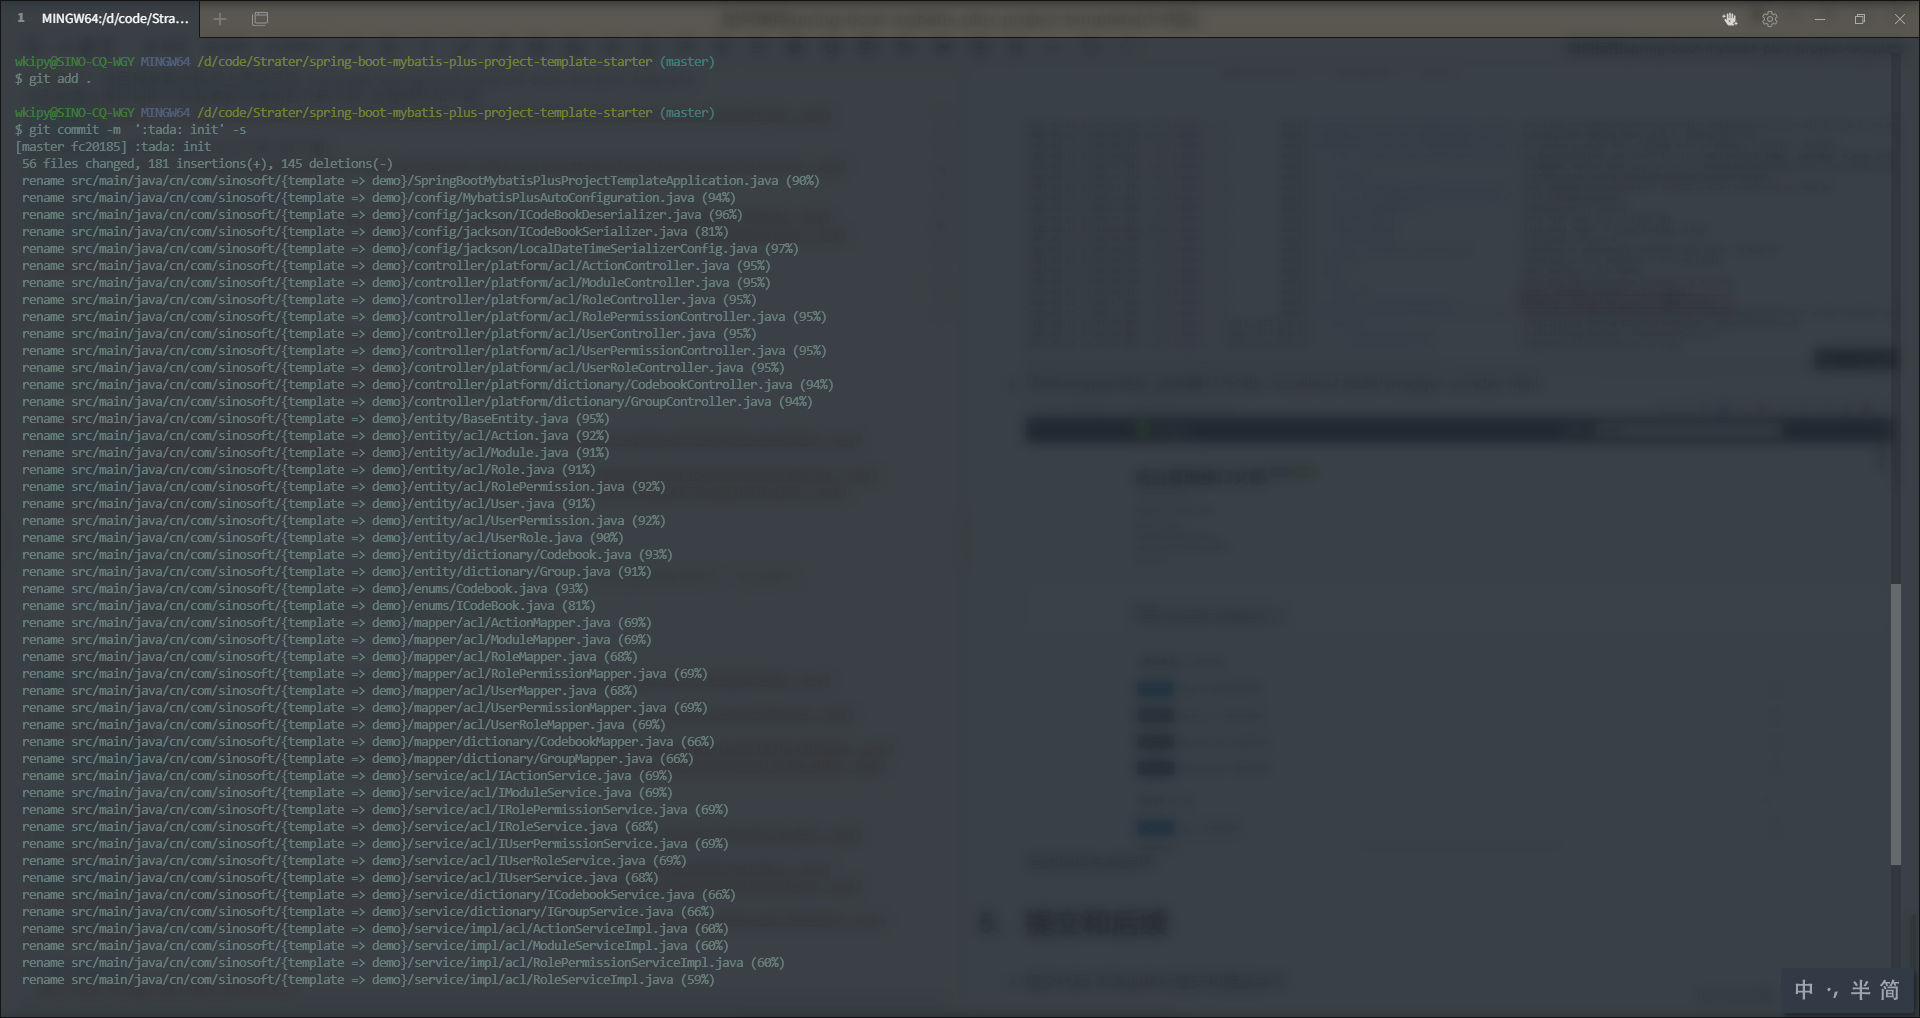 1 MINGW64:/d/code/Stra...
wkipy@SINO-CQ-WGY MINGW64 /d/code/Strater/spring-boot-mybatis-plus-project-template-starter (master)
$ git add .
wkipy@SINO-CQ-WGY MINGW64 /d/code/Strater/spring-boot-mybatis-plus-project-template-starter (master)
$ git commit -m  ':tada: init' -s
[master fc20185] :tada: init
56 files changed, 181 insertions(+), 145 deletions(-)
rename src/main/java/cn/com/sinosoft/{template => demo}/SpringBootMybatisPlusProjectTemplateApplication.java (90%)
rename src/main/java/cn/com/sinosoft/{template => demo}/config/MybatisPlusAutoConfiguration.java (94%)
rename src/main/java/cn/com/sinosoft/{template => demo}/config/jackson/ICodeBookDeserializer.java (96%)
rename src/main/java/cn/com/sinosoft/{template => demo}/config/jackson/ICodeBookSerializer.java (81%)
rename src/main/java/cn/com/sinosoft/{template => demo}/config/jackson/LocalDateTimeSerializerConfig.java (97%)
rename src/main/java/cn/com/sinosoft/{template => demo}/controller/platform/acl/ActionController.java (95%)
rename src/main/java/cn/com/sinosoft/{template => demo}/controller/platform/acl/ModuleController.java (95%)
rename src/main/java/cn/com/sinosoft/{template => demo}/controller/platform/acl/RoleController.java (95%)
rename src/main/java/cn/com/sinosoft/{template => demo}/controller/platform/acl/RolePermissionController.java (95%)
rename src/main/java/cn/com/sinosoft/{template => demo}/controller/platform/acl/UserController.java (95%)
rename src/main/java/cn/com/sinosoft/{template => demo}/controller/platform/acl/UserPermissionController.java (95%)
rename src/main/java/cn/com/sinosoft/{template => demo}/controller/platform/acl/UserRoleController.java (95%)
rename src/main/java/cn/com/sinosoft/{template => demo}/controller/platform/dictionary/CodebookController.java (94%)
rename src/main/java/cn/com/sinosoft/{template => demo}/controller/platform/dictionary/GroupController.java (94%)
rename src/main/java/cn/com/sinosoft/{template => demo}/entity/BaseEntity.java (95%)
rename src/main/java/cn/com/sinosoft/{template => demo}/entity/acl/Action.java (92%)
rename src/main/java/cn/com/sinosoft/{template => demo}/entity/acl/Module.java (91%)
rename src/main/java/cn/com/sinosoft/{template => demo}/entity/acl/Role.java (91%)
rename src/main/java/cn/com/sinosoft/{template => demo}/entity/acl/RolePermission.java (92%)
rename src/main/java/cn/com/sinosoft/{template => demo}/entity/acl/User.java (91%)
rename src/main/java/cn/com/sinosoft/{template => demo}/entity/acl/UserPermission.java (92%)
rename src/main/java/cn/com/sinosoft/{template => demo}/entity/acl/UserRole.java (90%)
rename src/main/java/cn/com/sinosoft/{template => demo}/entity/dictionary/Codebook.java (93%)
rename src/main/java/cn/com/sinosoft/{template => demo}/entity/dictionary/Group.java (91%)
rename src/main/java/cn/com/sinosoft/{template => demo}/enums/Codebook.java (93%)
rename src/main/java/cn/com/sinosoft/{template => demo}/enums/ICodeBook.java (81%)
rename src/main/java/cn/com/sinosoft/{template => demo}/mapper/acl/ActionMapper.java (69%)
rename src/main/java/cn/com/sinosoft/{template => demo}/mapper/acl/ModuleMapper.java (69%)
rename src/main/java/cn/com/sinosoft/{template => demo}/mapper/acl/RoleMapper.java (68%)
rename src/main/java/cn/com/sinosoft/{template => demo}/mapper/acl/RolePermissionMapper.java (69%)
rename src/main/java/cn/com/sinosoft/{template => demo}/mapper/acl/UserMapper.java (68%)
rename src/main/java/cn/com/sinosoft/{template => demo}/mapper/acl/UserPermissionMapper.java (69%)
rename src/main/java/cn/com/sinosoft/{template => demo}/mapper/acl/UserRoleMapper.java (69%)
rename src/main/java/cn/com/sinosoft/{template => demo}/mapper/dictionary/CodebookMapper.java (66%)
rename src/main/java/cn/com/sinosoft/{template => demo}/mapper/dictionary/GroupMapper.java (66%)
rename src/main/java/cn/com/sinosoft/{template => demo}/service/acl/IActionService.java (69%)
rename src/main/java/cn/com/sinosoft/{template => demo}/service/acl/IModuleService.java (69%)
rename src/main/java/cn/com/sinosoft/{template => demo}/service/acl/IRolePermissionService.java (69%)
rename src/main/java/cn/com/sinosoft/{template => demo}/service/acl/IRoleService.java (68%)
rename src/main/java/cn/com/sinosoft/{template => demo}/service/acl/IUserPermissionService.java (69%)
rename src/main/java/cn/com/sinosoft/{template => demo}/service/acl/IUserRoleService.java (69%)
rename src/main/java/cn/com/sinosoft/{template => demo}/service/acl/IUserService.java (68%)
rename src/main/java/cn/com/sinosoft/{template => demo}/service/dictionary/ICodebookService.java (66%)
rename src/main/java/cn/com/sinosoft/{template => demo}/service/dictionary/IGroupService.java (66%)
rename src/main/java/cn/com/sinosoft/{template => demo}/service/impl/acl/ActionServiceImpl.java (60%)
rename src/main/java/cn/com/sinosoft/{template => demo}/service/impl/acl/ModuleServiceImpl.java (60%)
rename src/main/java/cn/com/sinosoft/{template => demo}/service/impl/acl/RolePermissionServiceImpl.java (60%)
rename src/main/java/cn/com/sinosoft/{template => demo}/service/impl/acl/RoleServiceImpl.java (59%)
中 ·, 半 简